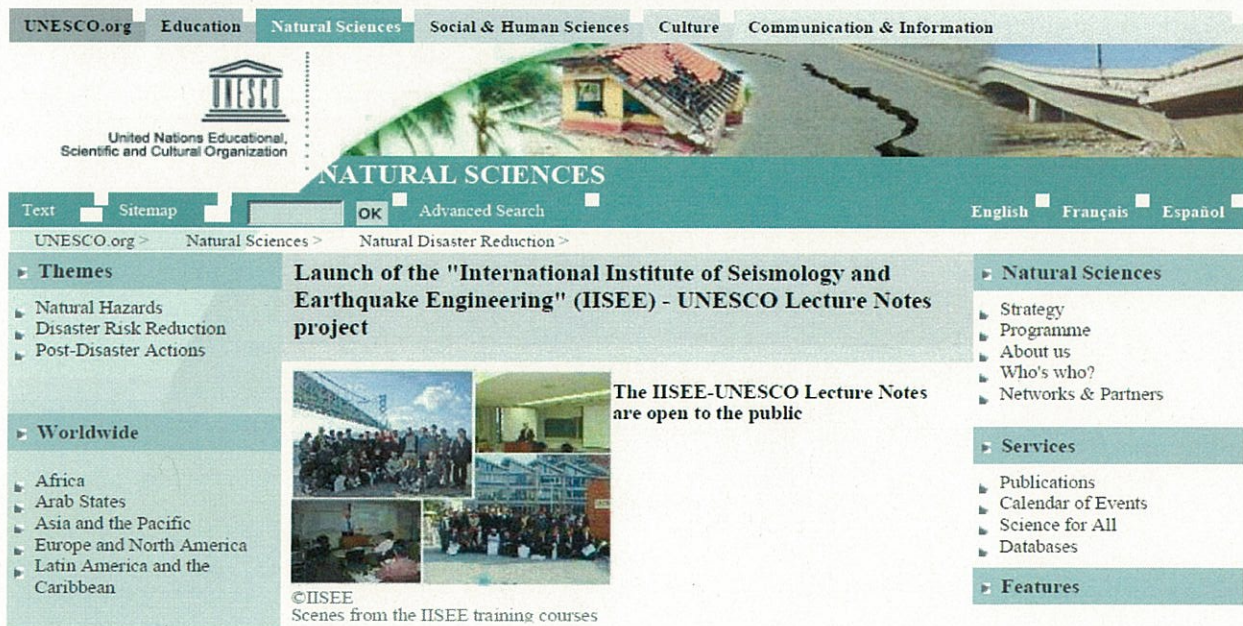 UNESCO.org Education Natural Sciences Social & Human Sciences Culture Communication & Information
UNESCO
United Nations Educational,
Scientific and Cultural Organization
NATURAL SCIENCES
Text Sitemap OK Advanced Search English Français Español
UNESCO.org > Natural Sciences > Natural Disaster Reduction >
Themes
Natural Hazards
Disaster Risk Reduction
Post-Disaster Actions
Worldwide
Africa
Arab States
Asia and the Pacific
Europe and North America
Latin America and the
Caribbean
Launch of the "International Institute of Seismology and
Earthquake Engineering" (IISEE) - UNESCO Lecture Notes
project
The IISEE-UNESCO Lecture Notes
are open to the public
©IISEE
Scenes from the IISEE training courses
Natural Sciences
Strategy
Programme
About us
Who's who?
Networks & Partners
Services
Publications
Calendar of Events
Science for All
Databases
Features